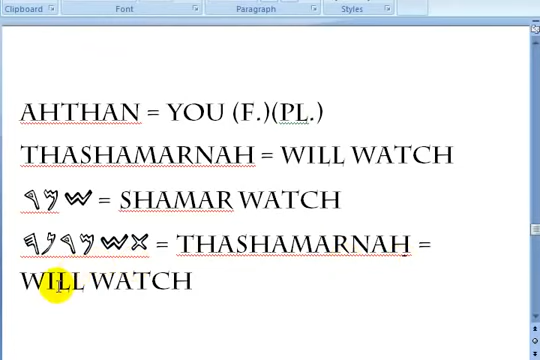 Clipboard
Font
Paragraph
Styles
AHTHAN = YOU (F.)(PL.)
THASHAMARNAH = WILL WATCH
𐤔𐤌𐤓 = SHAMAR WATCH
𐤕𐤔𐤌𐤓𐤍𐤄 = THASHAMARNAH =
WILL WATCH